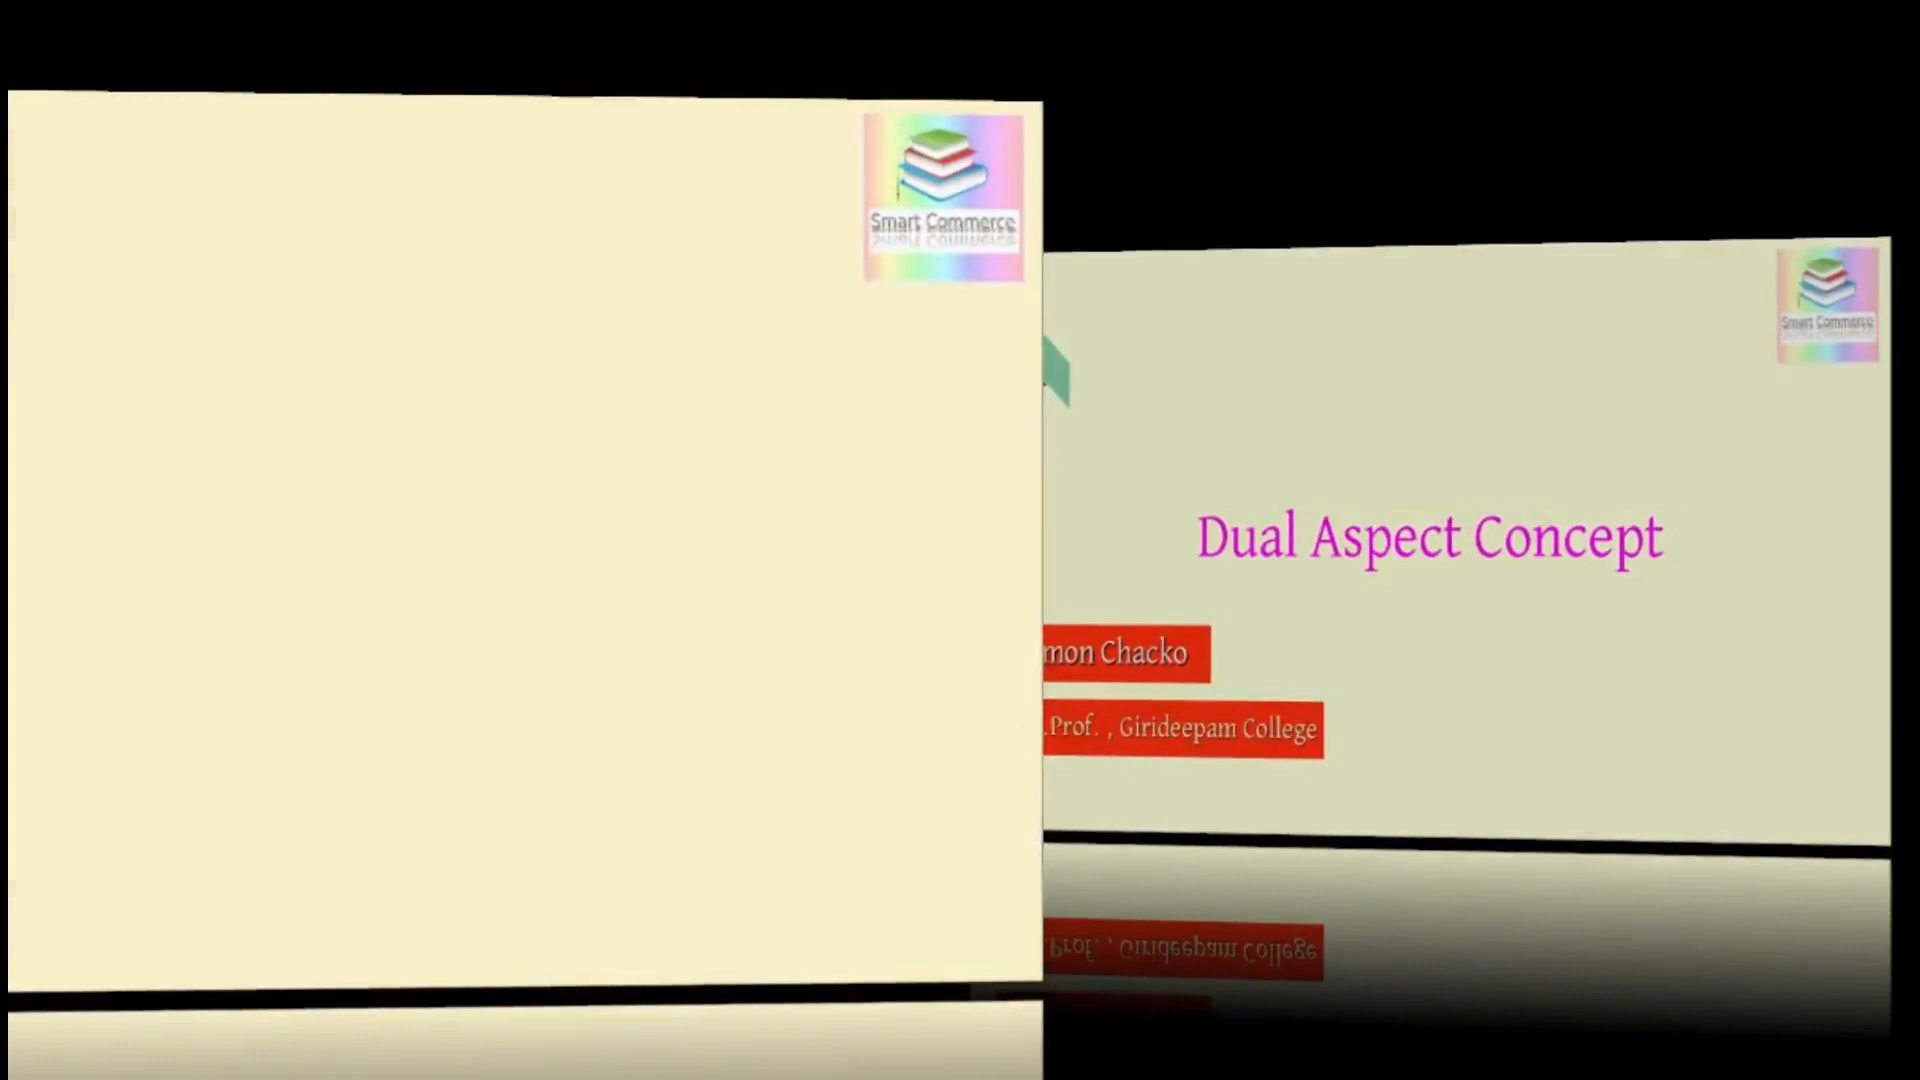 Smart Commerce
Smart Commerce
Dual Aspect Concept
mon Chacko
.Prof. , Girideepam College